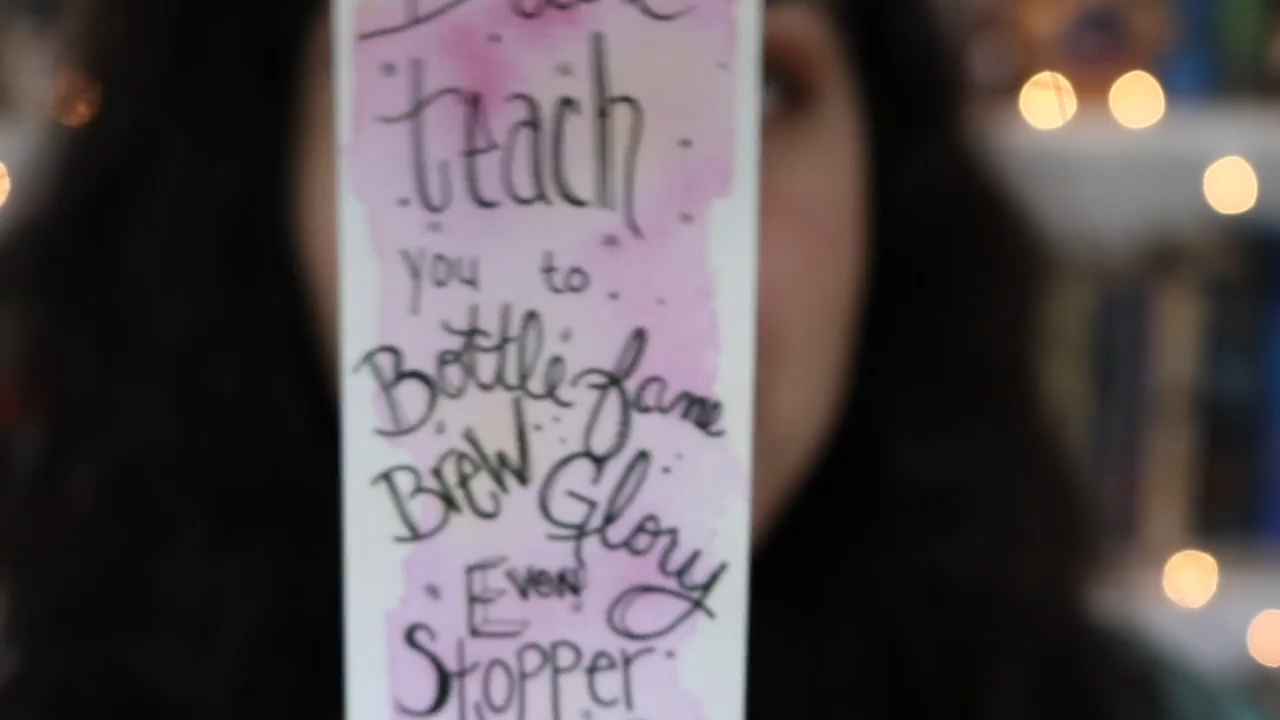 teach
you to
Bottle fame
BREW Glory
Even
Stopper